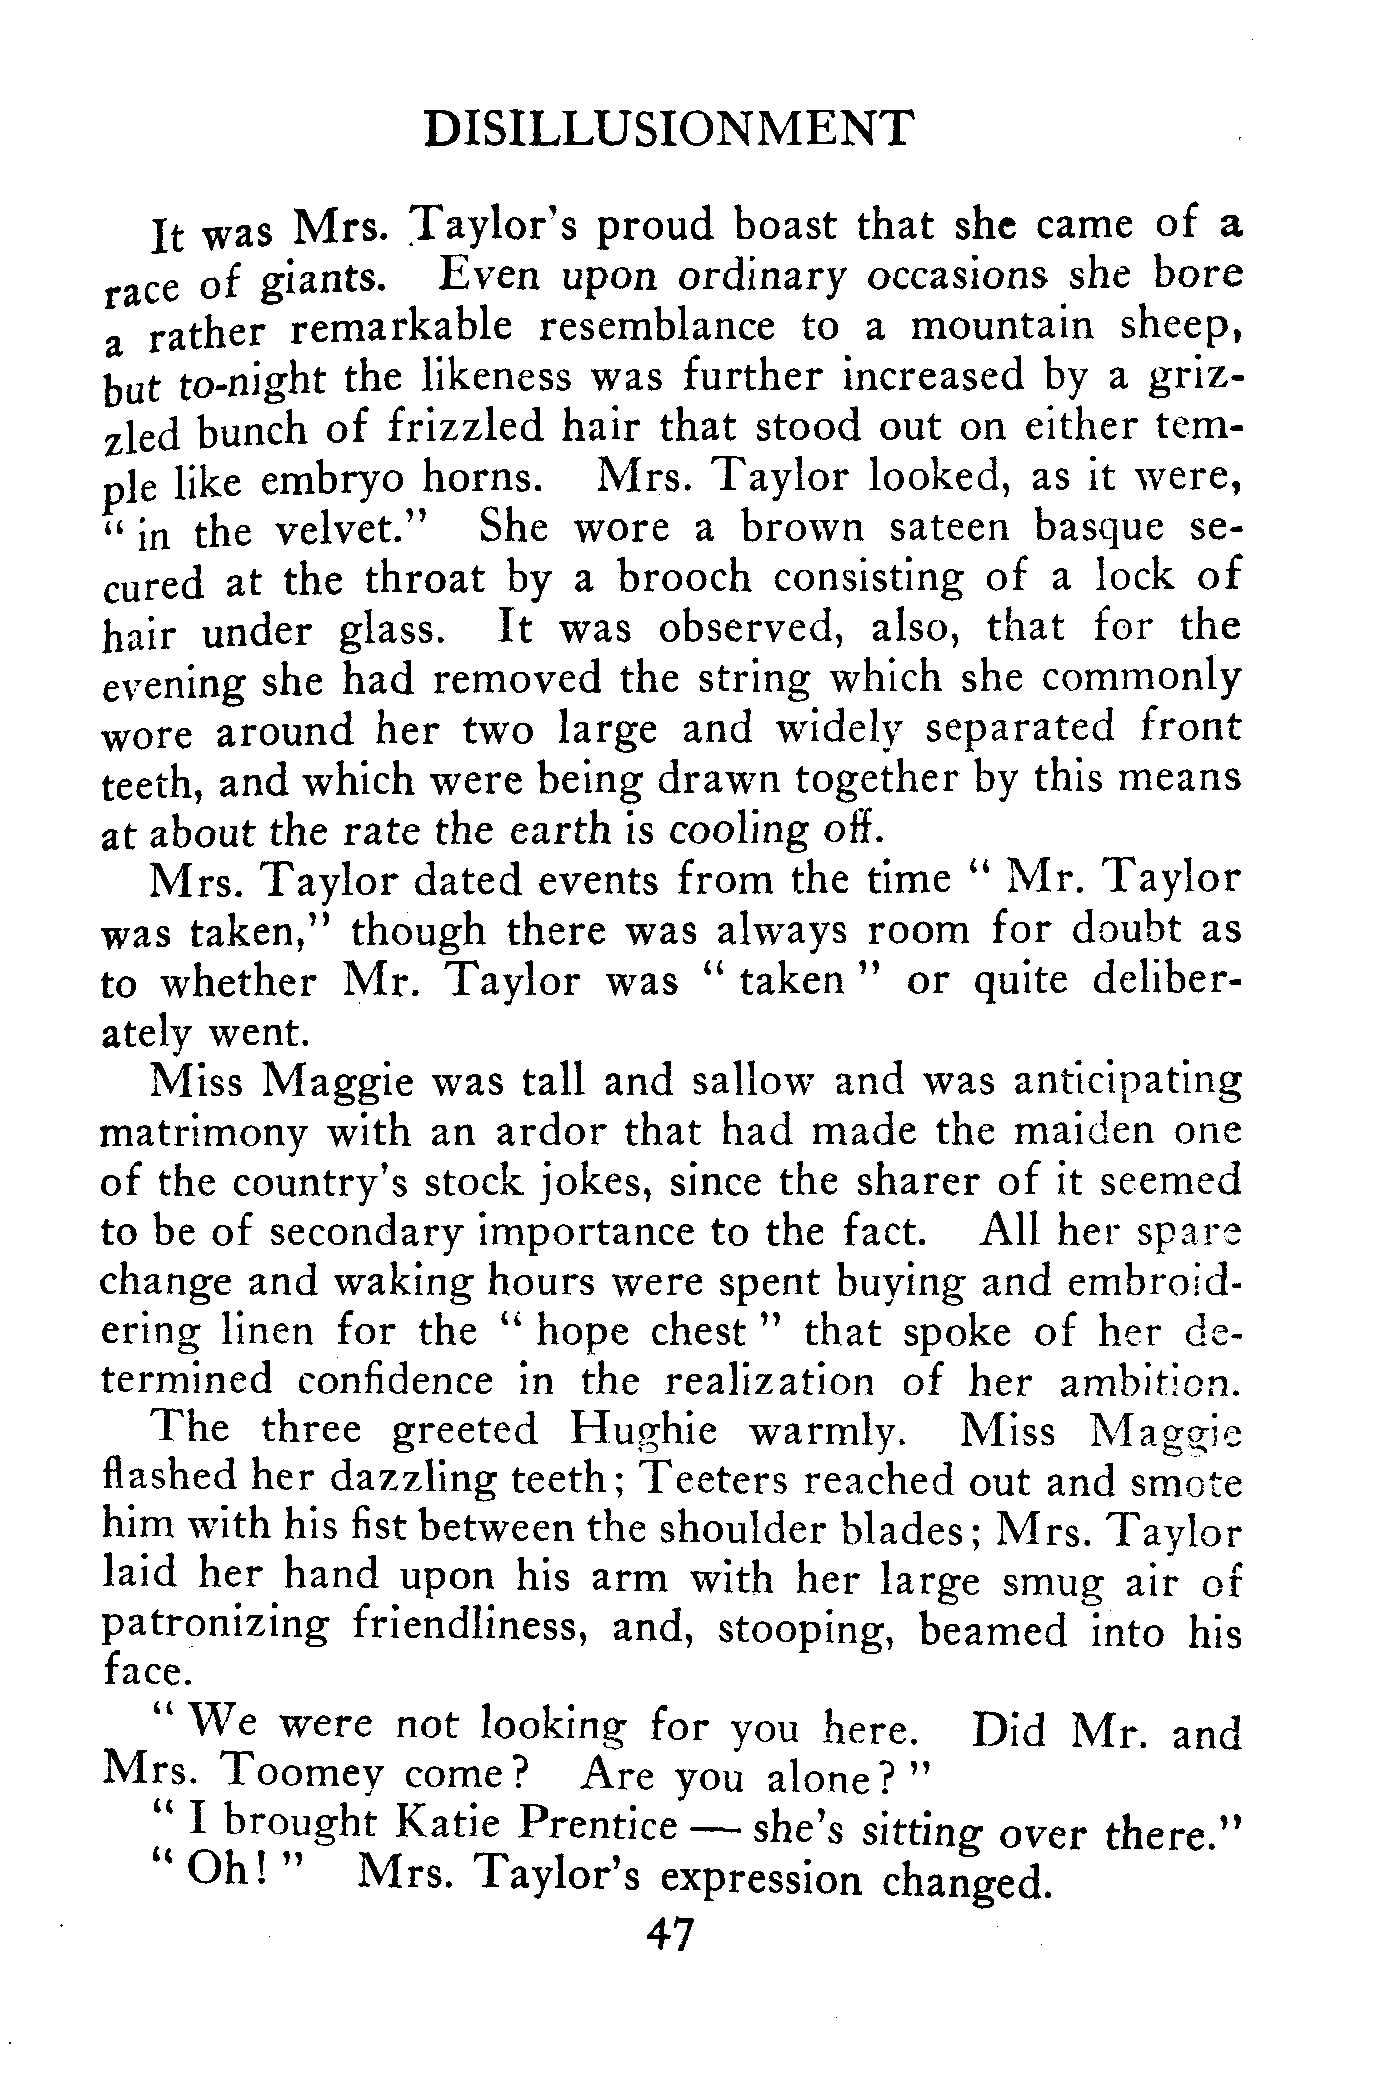 DISILLUSIONMENT
It was Mrs. Taylor's proud boast that she came of a
race of giants. Even upon ordinary occasions she bore
a rather remarkable resemblance to a mountain sheep,
but to-night the likeness was further increased by a griz-
zled bunch of frizzled hair that stood out on either tem-
ple like embryo horns. Mrs. Taylor looked, as it were,
" in the velvet." She wore a brown sateen basque se-
cured at the throat by a brooch consisting of a lock of
hair under glass. It was observed, also, that for the
evening she had removed the string which she commonly
wore around her two large and widely separated front
teeth, and which were being drawn together by this means
at about the rate the earth is cooling off.
Mrs. Taylor dated events from the time " Mr. Taylor
was taken," though there was always room for doubt as
to whether Mr. Taylor was " taken " or quite deliber-
ately went.
Miss Maggie was tall and sallow and was anticipating
matrimony with an ardor that had made the maiden one
of the country's stock jokes, since the sharer of it seemed
to be of secondary importance to the fact. All her spare
change and waking hours were spent buying and embroid-
ering linen for the " hope chest " that spoke of her de-
termined confidence in the realization of her ambition.
The three greeted Hughie warmly. Miss Maggie
flashed her dazzling teeth; Teeters reached out and smote
him with his fist between the shoulder blades; Mrs. Taylor
laid her hand upon his arm with her large smug air of
patronizing friendliness, and, stooping, beamed into his
face.
" We were not looking for you here. Did Mr. and
Mrs. Toomey come? Are you alone? "
" I brought Katie Prentice — she's sitting over there."
" Oh! " Mrs. Taylor's expression changed.
47